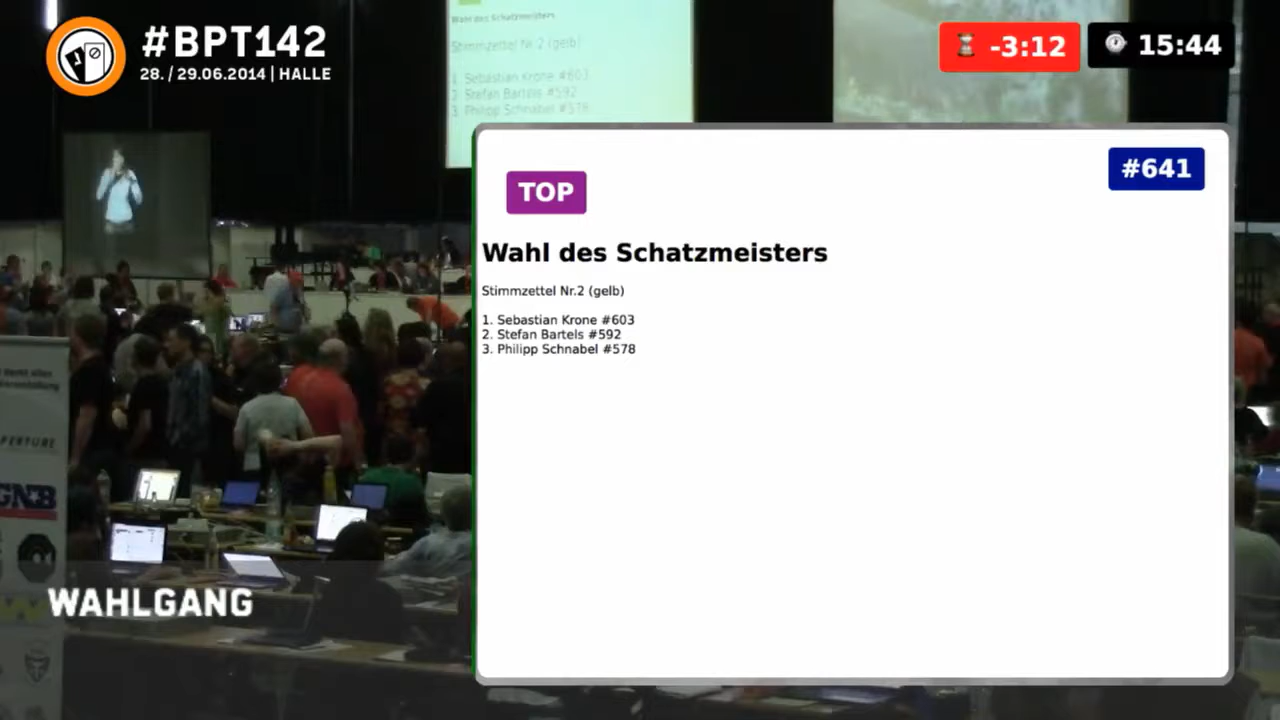 #BPT142
28. / 29.06.2014 | HALLE
-3:12
15:44
Wahl des Schatzmeisters
Stimmzettel Nr.2 (gelb)
1. Sebastian Krone #603
2. Stefan Bartels #592
3. Philipp Schnabel #578
#641
TOP
Wahl des Schatzmeisters
Stimmzettel Nr.2 (gelb)
1. Sebastian Krone #603
2. Stefan Bartels #592
3. Philipp Schnabel #578
GNB
WAHLGANG